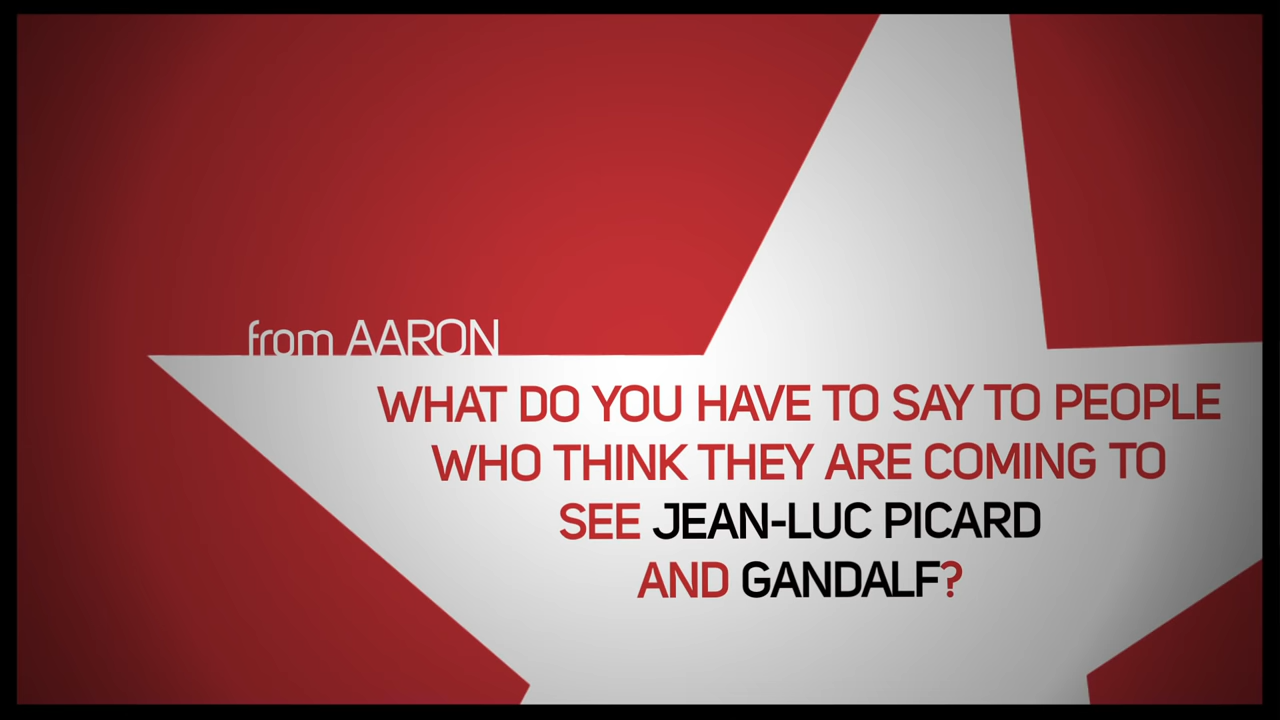 from AARON
WHAT DO YOU HAVE TO SAY TO PEOPLE
WHO THINK THEY ARE COMING TO
SEE JEAN-LUC PICARD
AND GANDALF?